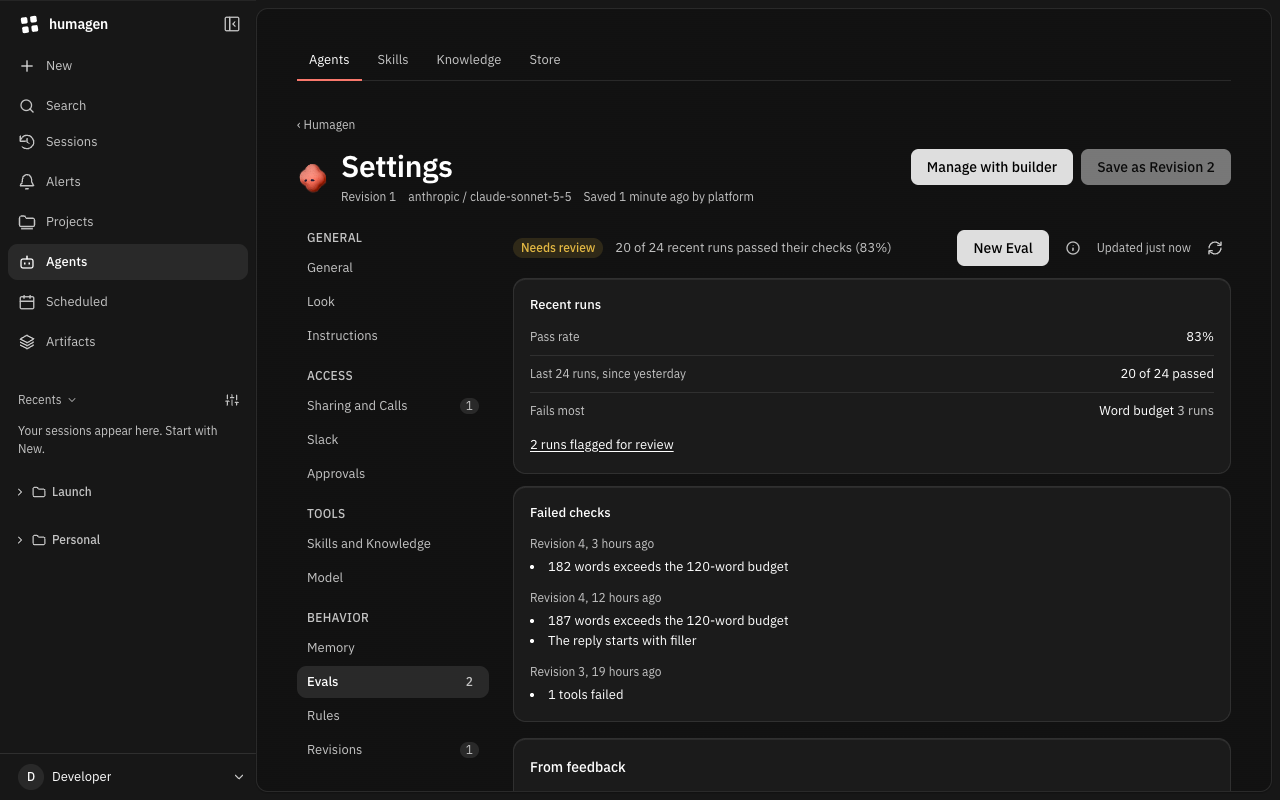 humagen
New
Search
Sessions
Alerts
Projects
Agents
Scheduled
Artifacts
Recents
Your sessions appear here. Start with
New.
Launch
Personal
D Developer
Agents Skills Knowledge Store
‹ Humagen
Settings
Revision 1 anthropic / claude-sonnet-5-5 Saved 1 minute ago by platform
Manage with builder Save as Revision 2
GENERAL
General
Look
Instructions
ACCESS
Sharing and Calls 1
Slack
Approvals
TOOLS
Skills and Knowledge
Model
BEHAVIOR
Memory
Evals 2
Rules
Revisions 1
Needs review 20 of 24 recent runs passed their checks (83%) New Eval Updated just now
Recent runs
Pass rate 83%
Last 24 runs, since yesterday 20 of 24 passed
Fails most Word budget 3 runs
2 runs flagged for review
Failed checks
Revision 4, 3 hours ago
• 182 words exceeds the 120-word budget
Revision 4, 12 hours ago
• 187 words exceeds the 120-word budget
• The reply starts with filler
Revision 3, 19 hours ago
• 1 tools failed
From feedback